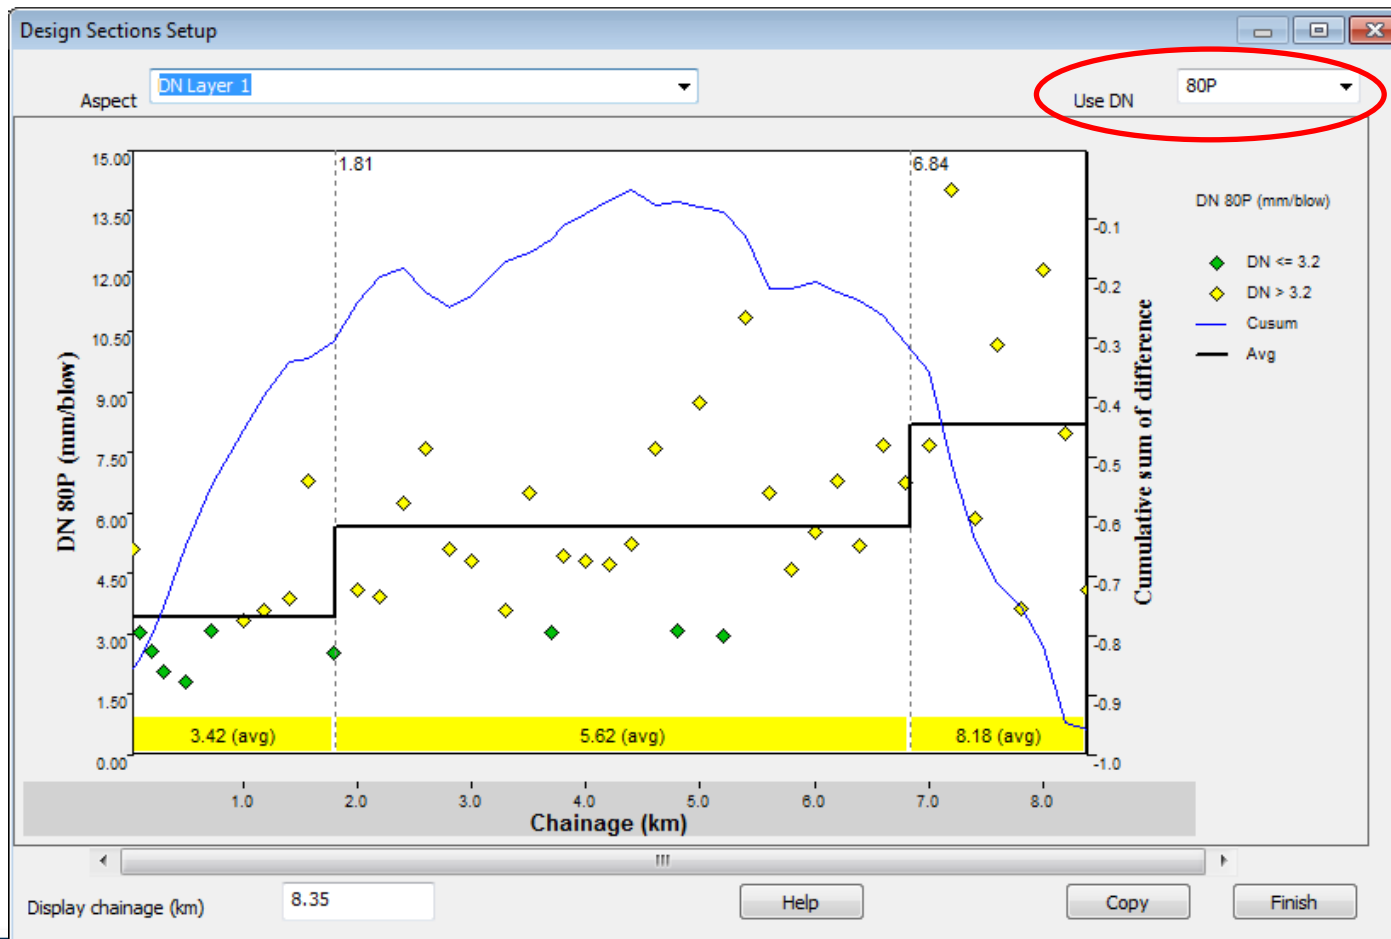 Design Sections Setup
Aspect DN Layer 1
Use DN 80P
15.00
13.50
12.00
10.50
9.00
7.50
6.00
4.50
3.00
1.50
0.00
DN 80P (mm/blow)
1.81
6.84
3.42 (avg)
5.62 (avg)
8.18 (avg)
-0.1
-0.2
-0.3
-0.4
-0.5
-0.6
-0.7
-0.8
-0.9
-1.0
Cumulative sum of difference
DN 80P (mm/blow)
DN <= 3.2
DN > 3.2
Cusum
Avg
1.0 2.0 3.0 4.0 5.0 6.0 7.0 8.0
Chainage (km)
Display chainage (km) 8.35 Help Copy Finish